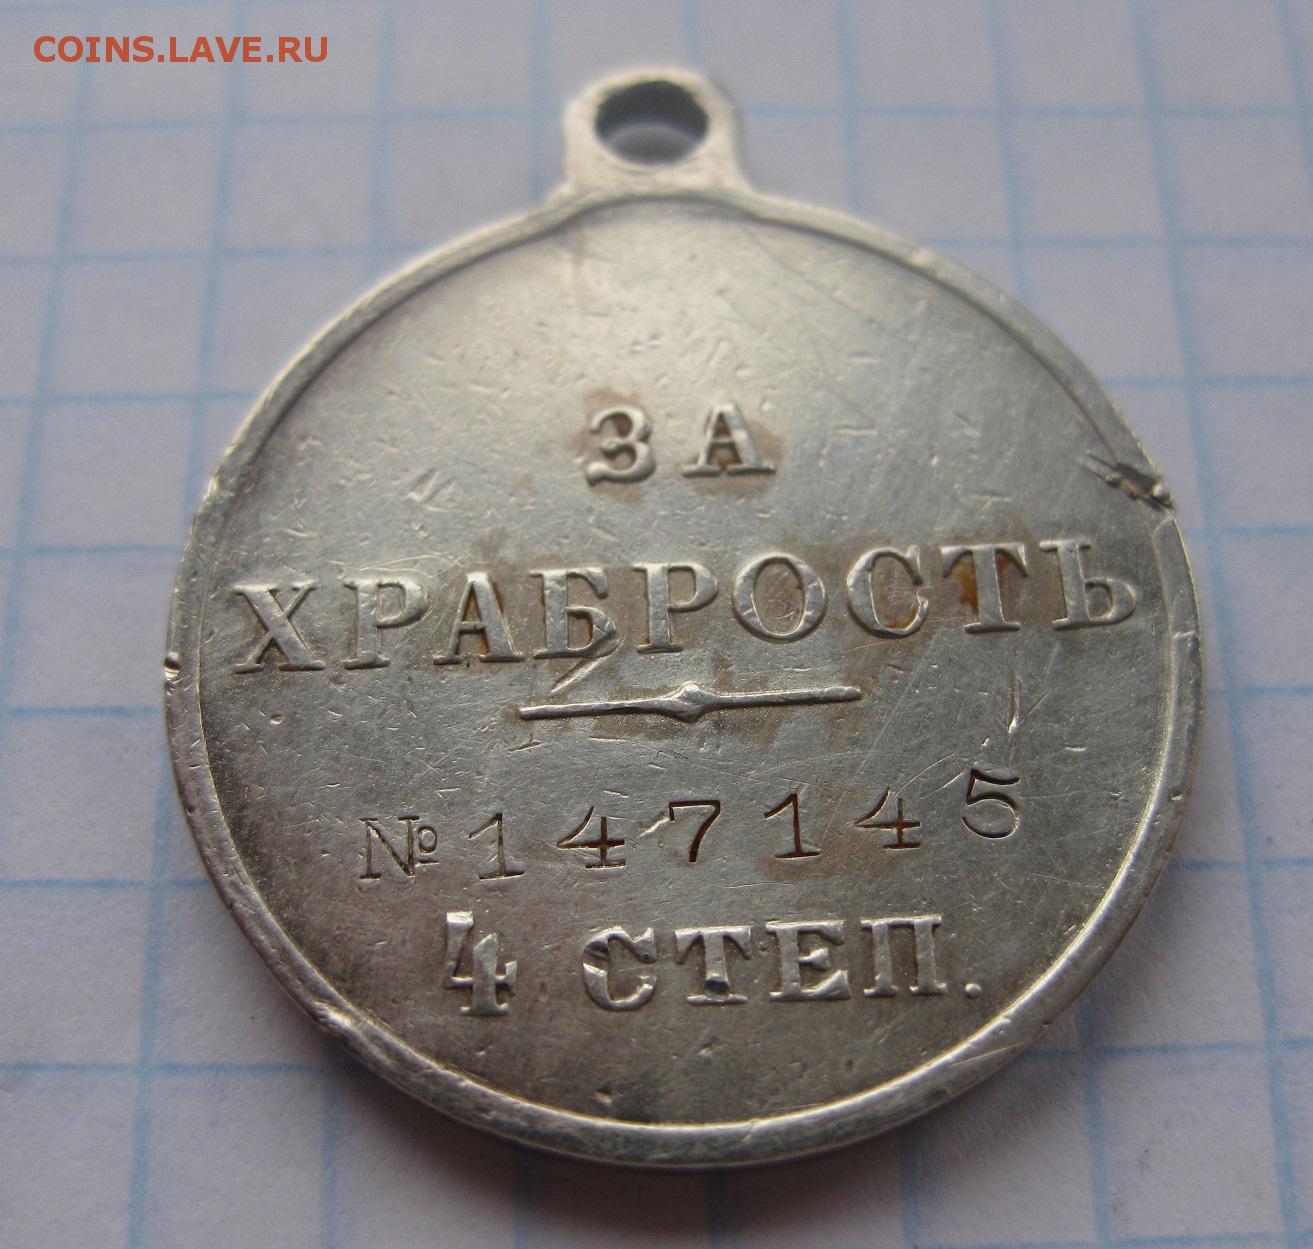 COINS.LAVE.RU
ЗА
ХРАБРОСТЬ
№147145
4 СТЕП.